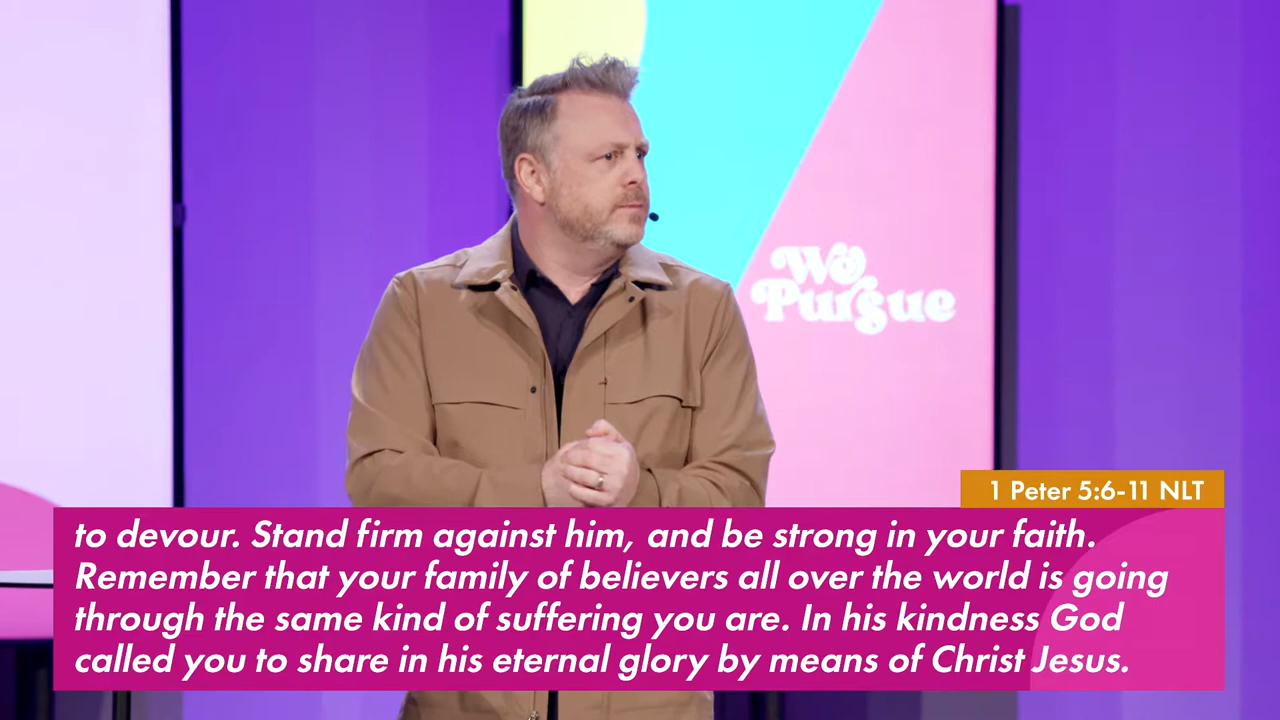 We
Pursue
1 Peter 5:6-11 NLT
to devour. Stand firm against him, and be strong in your faith.
Remember that your family of believers all over the world is going
through the same kind of suffering you are. In his kindness God
called you to share in his eternal glory by means of Christ Jesus.